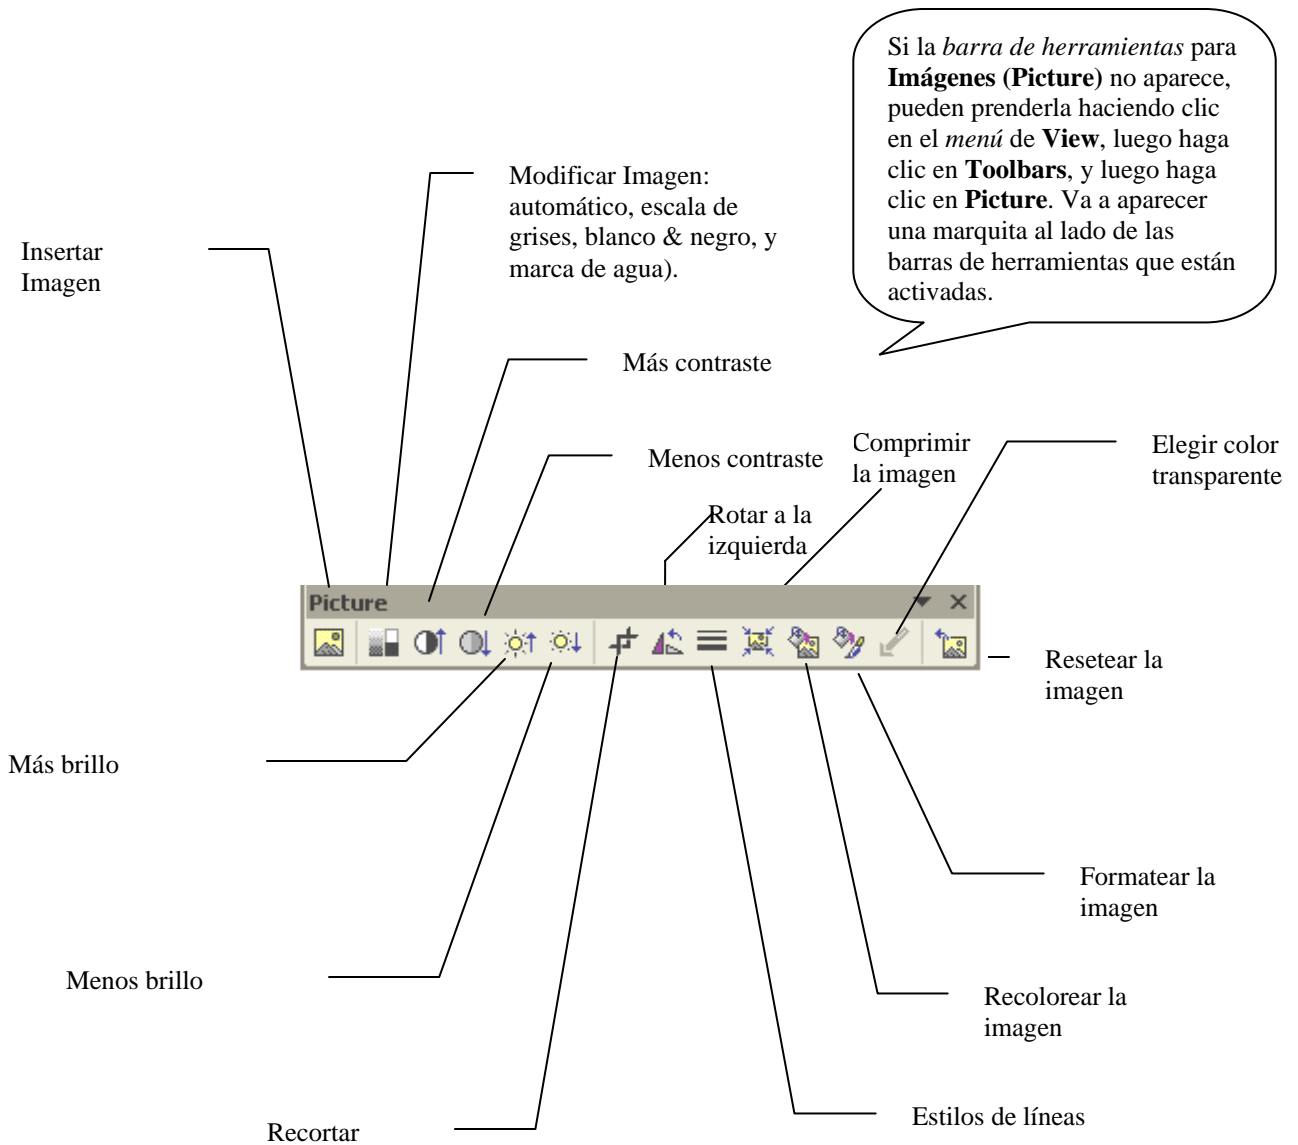 Si la barra de herramientas para
Imágenes (Picture) no aparece,
pueden prenderla haciendo clic
en el menú de View, luego haga
clic en Toolbars, y luego haga
clic en Picture. Va a aparecer
una marquita al lado de las
barras de herramientas que están
activadas.
Modificar Imagen:
automático, escala de
grises, blanco & negro, y
marca de agua).
Insertar
Imagen
Más contraste
Menos contraste
Comprimir
la imagen
Elegir color
transparente
Rotar a la
izquierda
Picture
Resetear la
imagen
Más brillo
Formatear la
imagen
Menos brillo
Recolorear la
imagen
Estilos de líneas
Recortar